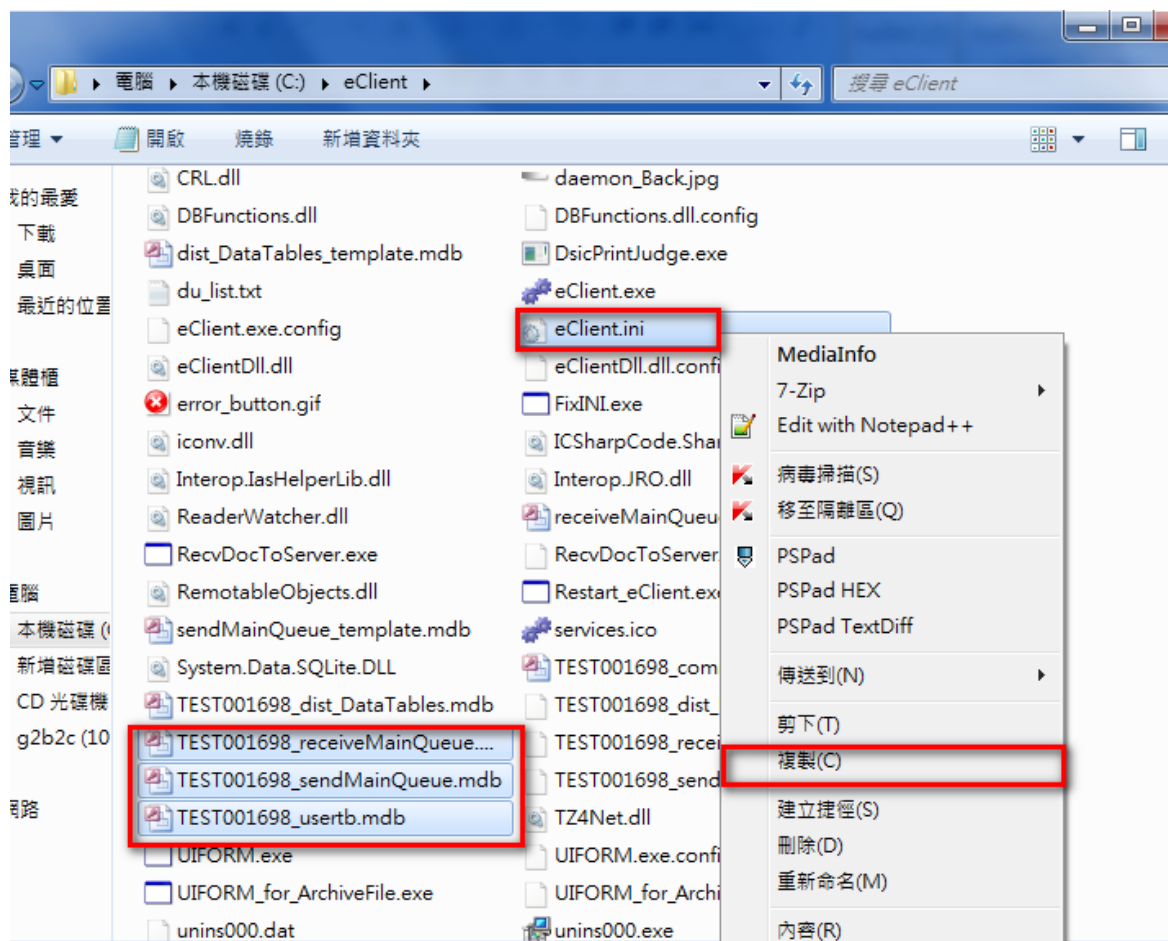 電腦 ▸ 本機磁碟 (C:) ▸ eClient ▸
搜尋 eClient
管理
開啟
燒錄
新增資料夾
我的最愛
下載
桌面
最近的位置
媒體櫃
文件
音樂
視訊
圖片
電腦
本機磁碟 (
新增磁碟區
CD 光碟機
g2b2c (10
網路
CRL.dll
DBFunctions.dll
dist_DataTables_template.mdb
du_list.txt
eClient.exe.config
eClientDll.dll
error_button.gif
iconv.dll
Interop.IasHelperLib.dll
ReaderWatcher.dll
RecvDocToServer.exe
RemotableObjects.dll
sendMainQueue_template.mdb
System.Data.SQLite.DLL
TEST001698_dist_DataTables.mdb
TEST001698_receiveMainQueue....
TEST001698_sendMainQueue.mdb
TEST001698_usertb.mdb
UIFORM.exe
UIFORM_for_ArchiveFile.exe
unins000.dat
daemon_Back.jpg
DBFunctions.dll.config
DsicPrintJudge.exe
eClient.exe
eClient.ini
eClientDll.dll.confi
FixINI.exe
ICSharpCode.Shar
Interop.JRO.dll
receiveMainQueu
RecvDocToServer.
Restart_eClient.exe
services.ico
TEST001698_com
TEST001698_dist_
TEST001698_recei
TEST001698_send
TZ4Net.dll
UIFORM.exe.confi
UIFORM_for_Archi
unins000.exe
MediaInfo
7-Zip
Edit with Notepad++
病毒掃描(S)
移至隔離區(Q)
PSPad
PSPad HEX
PSPad TextDiff
傳送到(N)
剪下(T)
複製(C)
建立捷徑(S)
刪除(D)
重新命名(M)
內容(R)